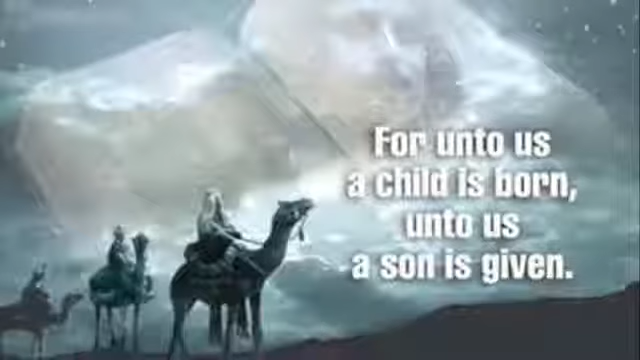 For unto us
a child is born,
unto us
a son is given.